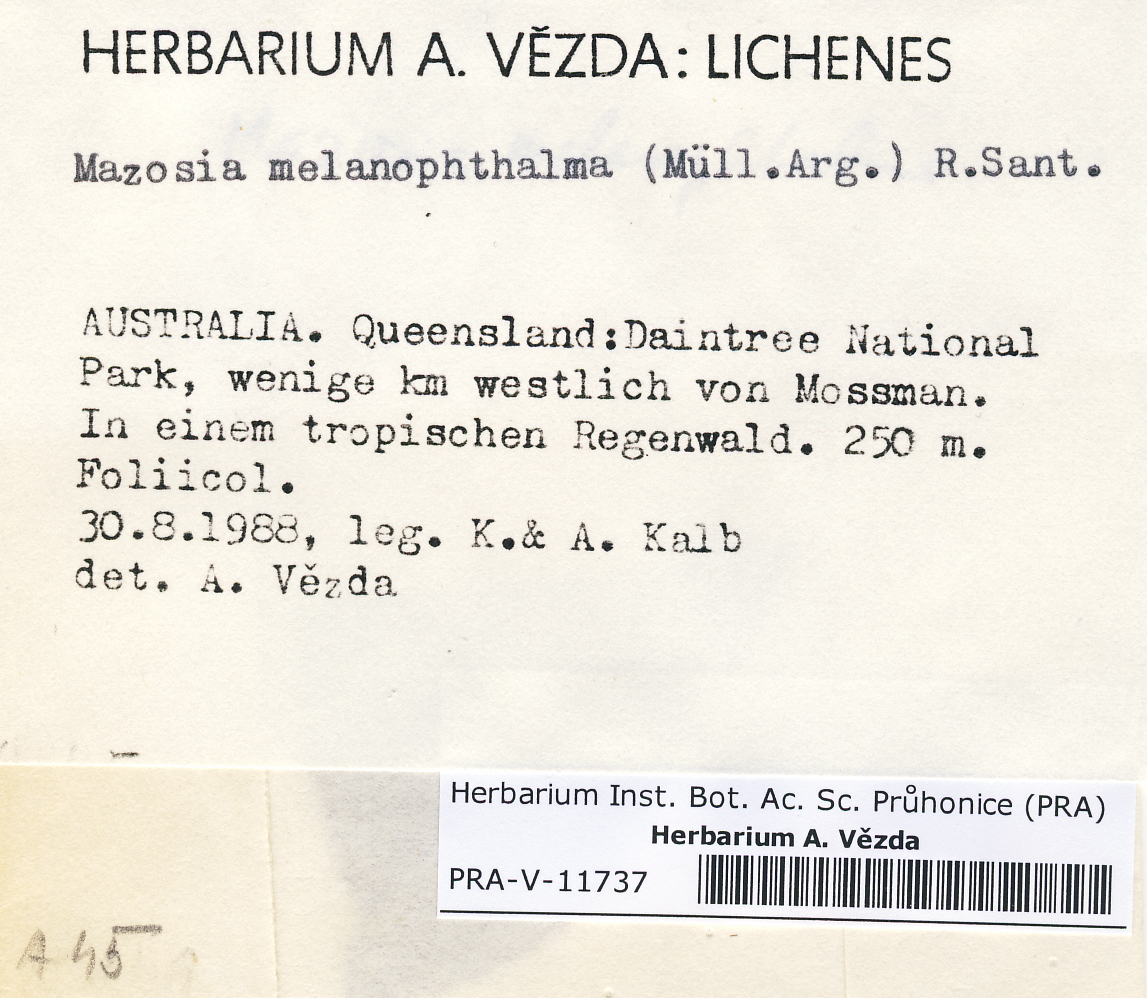 HERBARIUM A. VĚZDA: LICHENES
Mazosia melanophthalma (Müll.Arg.) R.Sant.
AUSTRALIA. Queensland:Daintree National
Park, wenige km westlich von Mossman.
In einem tropischen Regenwald. 250 m.
Foliicol.
30.8.1988, leg. K.& A. Kalb
det. A. Vězda
Herbarium Inst. Bot. Ac. Sc. Průhonice (PRA)
Herbarium A. Vězda
PRA-V-11737
A 45